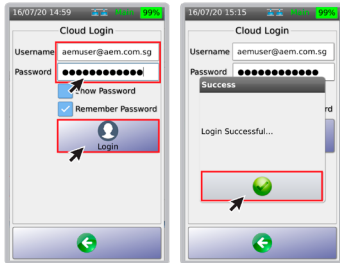 16/07/20 14:59
99%
Cloud Login
Username aemuser@aem.com.sg
Password ●●●●●●●●●●●●
Show Password
Remember Password
Login
16/07/20 15:15
99%
Cloud Login
Username aemuser@aem.com.sg
Password ●●●●●●●●●●●●
Success
rd
Login Successful...